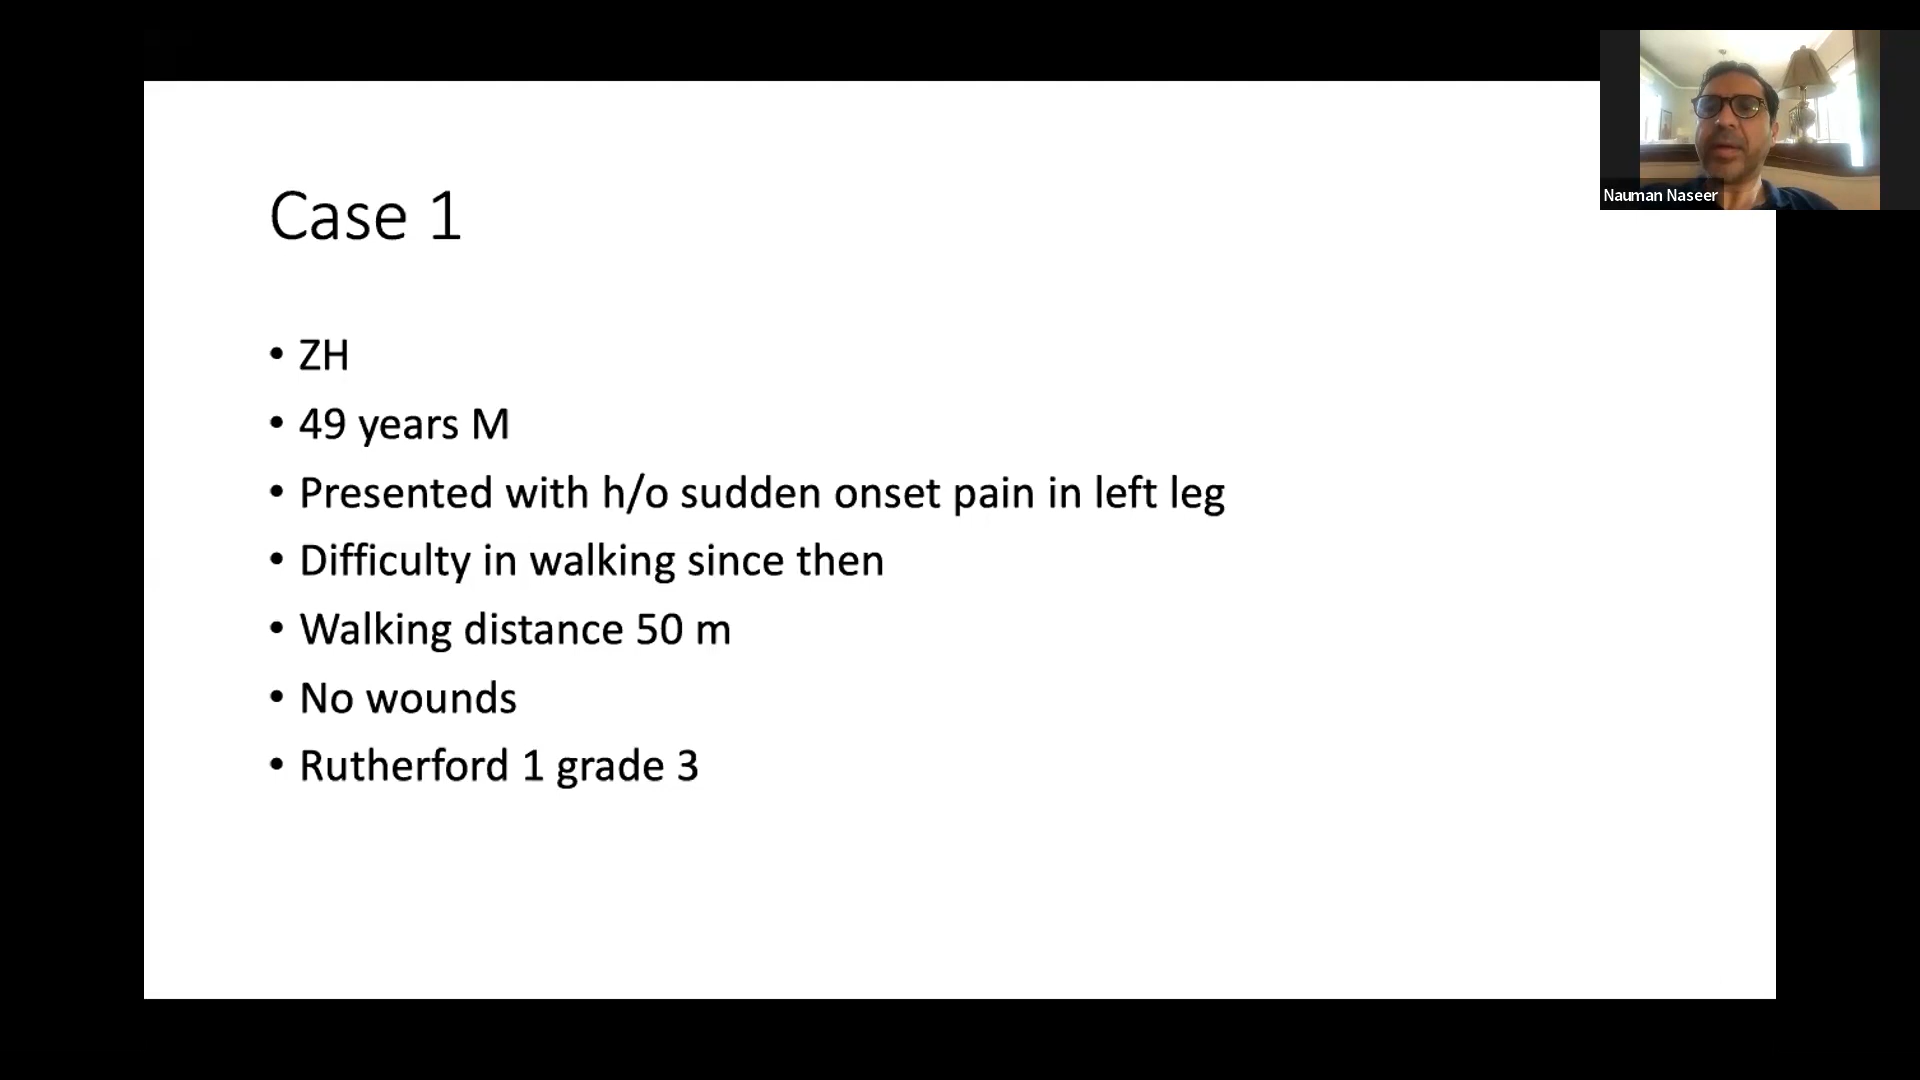 Nauman Naseer
Case 1
• ZH
• 49 years M
• Presented with h/o sudden onset pain in left leg
• Difficulty in walking since then
• Walking distance 50 m
• No wounds
• Rutherford 1 grade 3